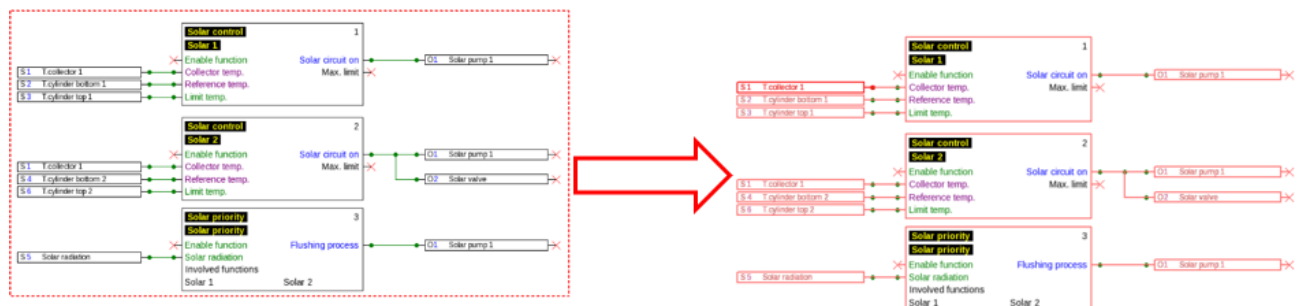 Solar control 1
Solar 1
Enable function Solar circuit on O1 Solar pump 1
S1 T.collector 1 Collector temp. Max. limit
S2 T.cylinder bottom 1 Reference temp.
S3 T.cylinder top 1 Limit temp.
Solar control 2
Solar 2
Enable function Solar circuit on O1 Solar pump 1
S1 T.collector 1 Collector temp. Max. limit
S4 T.cylinder bottom 2 Reference temp. O2 Solar valve
S6 T.cylinder top 2 Limit temp.
Solar priority 3
Solar priority
Enable function Flushing process O1 Solar pump 1
S5 Solar radiation Solar radiation
Involved functions
Solar 1 Solar 2
Solar control 1
Solar 1
Enable function Solar circuit on O1 Solar pump 1
S1 T.collector 1 Collector temp. Max. limit
S2 T.cylinder bottom 1 Reference temp.
S3 T.cylinder top 1 Limit temp.
Solar control 2
Solar 2
Enable function Solar circuit on O1 Solar pump 1
S1 T.collector 1 Collector temp. Max. limit
S4 T.cylinder bottom 2 Reference temp. O2 Solar valve
S6 T.cylinder top 2 Limit temp.
Solar priority 3
Solar priority
Enable function Flushing process O1 Solar pump 1
S5 Solar radiation Solar radiation
Involved functions
Solar 1 Solar 2